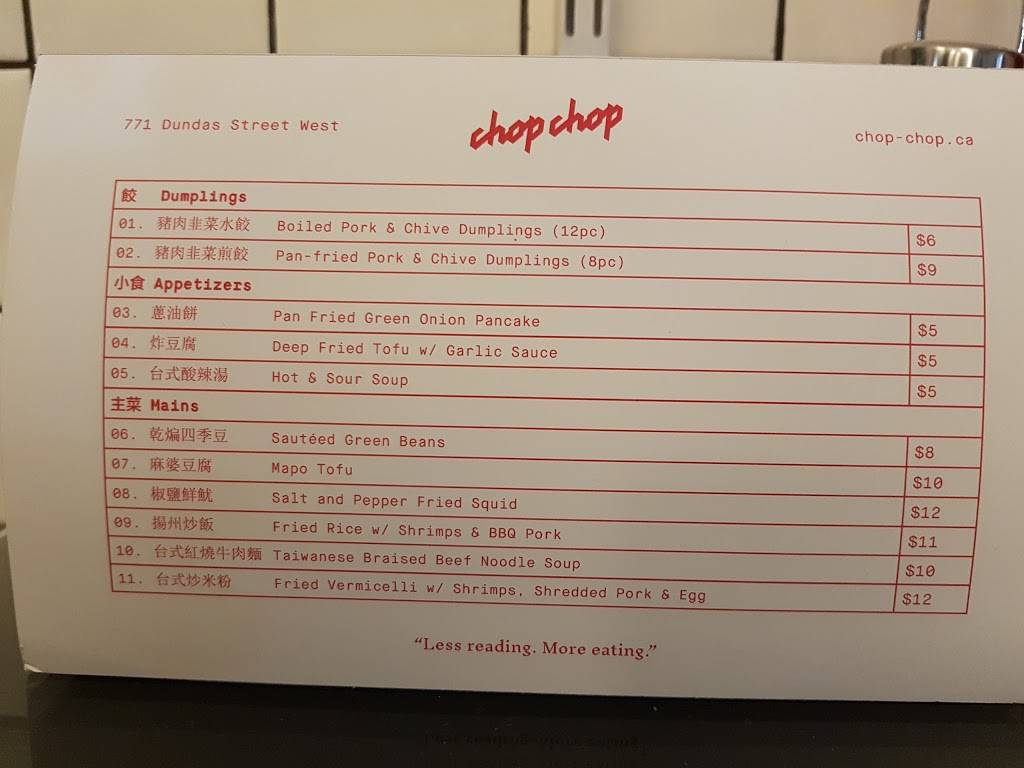 771 Dundas Street West
chop chop
chop-chop.ca
餃 Dumplings
01. 豬肉韭菜水餃 Boiled Pork & Chive Dumplings (12pc) $6
02. 豬肉韭菜煎餃 Pan-fried Pork & Chive Dumplings (8pc) $9
小食 Appetizers
03. 蔥油餅 Pan Fried Green Onion Pancake $5
04. 炸豆腐 Deep Fried Tofu w/ Garlic Sauce $5
05. 台式酸辣湯 Hot & Sour Soup $5
主菜 Mains
06. 乾煸四季豆 Sautéed Green Beans $8
07. 麻婆豆腐 Mapo Tofu $10
08. 椒鹽鮮魷 Salt and Pepper Fried Squid $12
09. 揚州炒飯 Fried Rice w/ Shrimps & BBQ Pork $11
10. 台式紅燒牛肉麵 Taiwanese Braised Beef Noodle Soup $10
11. 台式炒米粉 Fried Vermicelli w/ Shrimps, Shredded Pork & Egg $12
“Less reading. More eating.”